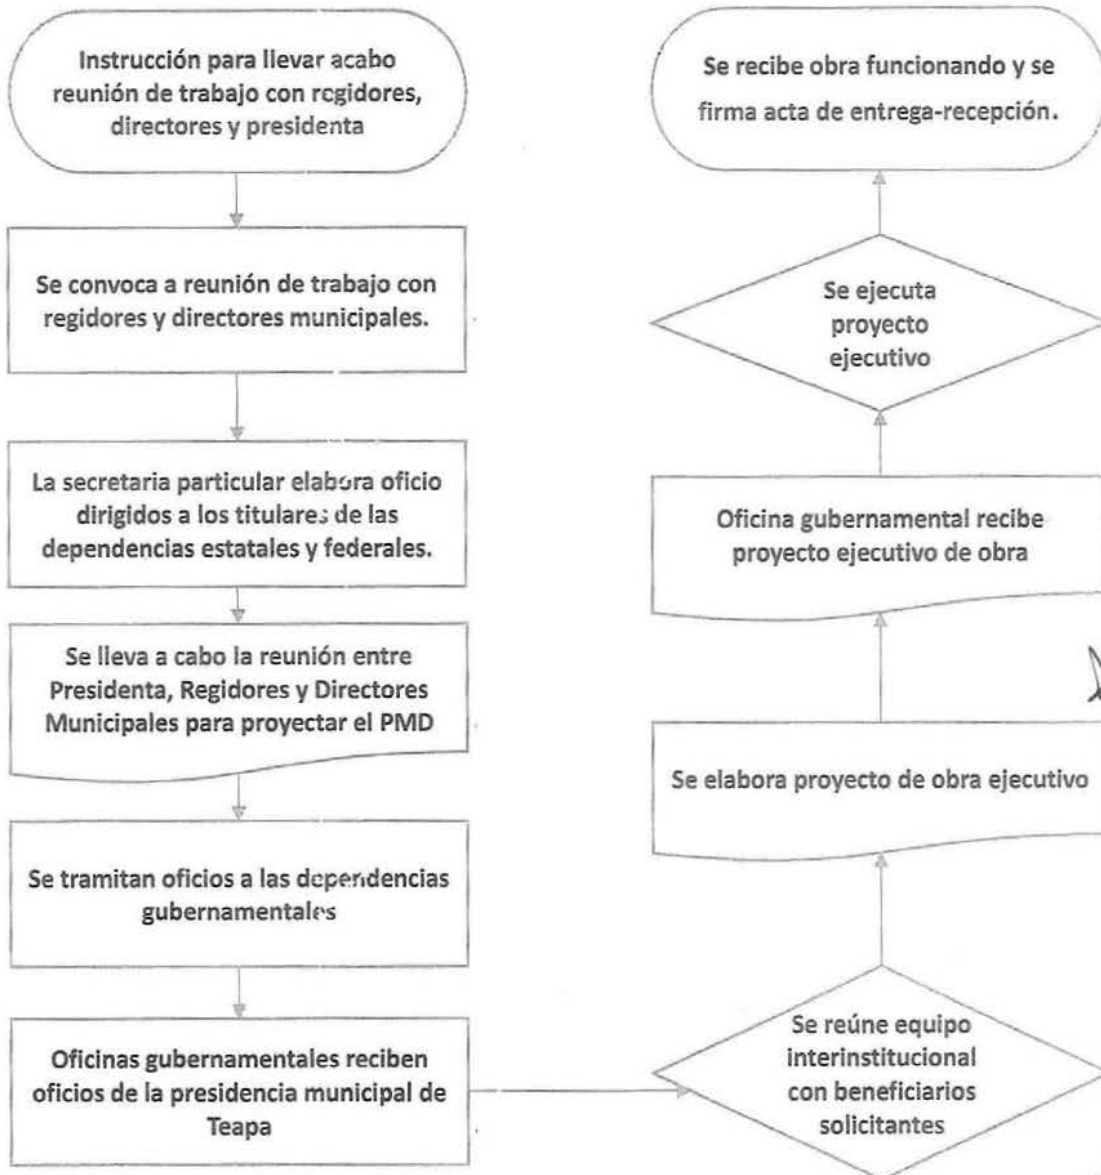 Instrucción para llevar acabo
reunión de trabajo con regidores,
directores y presidenta
Se convoca a reunión de trabajo con
regidores y directores municipales.
La secretaria particular elabora oficio
dirigidos a los titulares de las
dependencias estatales y federales.
Se lleva a cabo la reunión entre
Presidenta, Regidores y Directores
Municipales para proyectar el PMD
Se tramitan oficios a las dependencias
gubernamentales
Oficinas gubernamentales reciben
oficios de la presidencia municipal de
Teapa
Se reúne equipo
interinstitucional
con beneficiarios
solicitantes
Se elabora proyecto de obra ejecutivo
Oficina gubernamental recibe
proyecto ejecutivo de obra
Se ejecuta
proyecto
ejecutivo
Se recibe obra funcionando y se
firma acta de entrega-recepción.